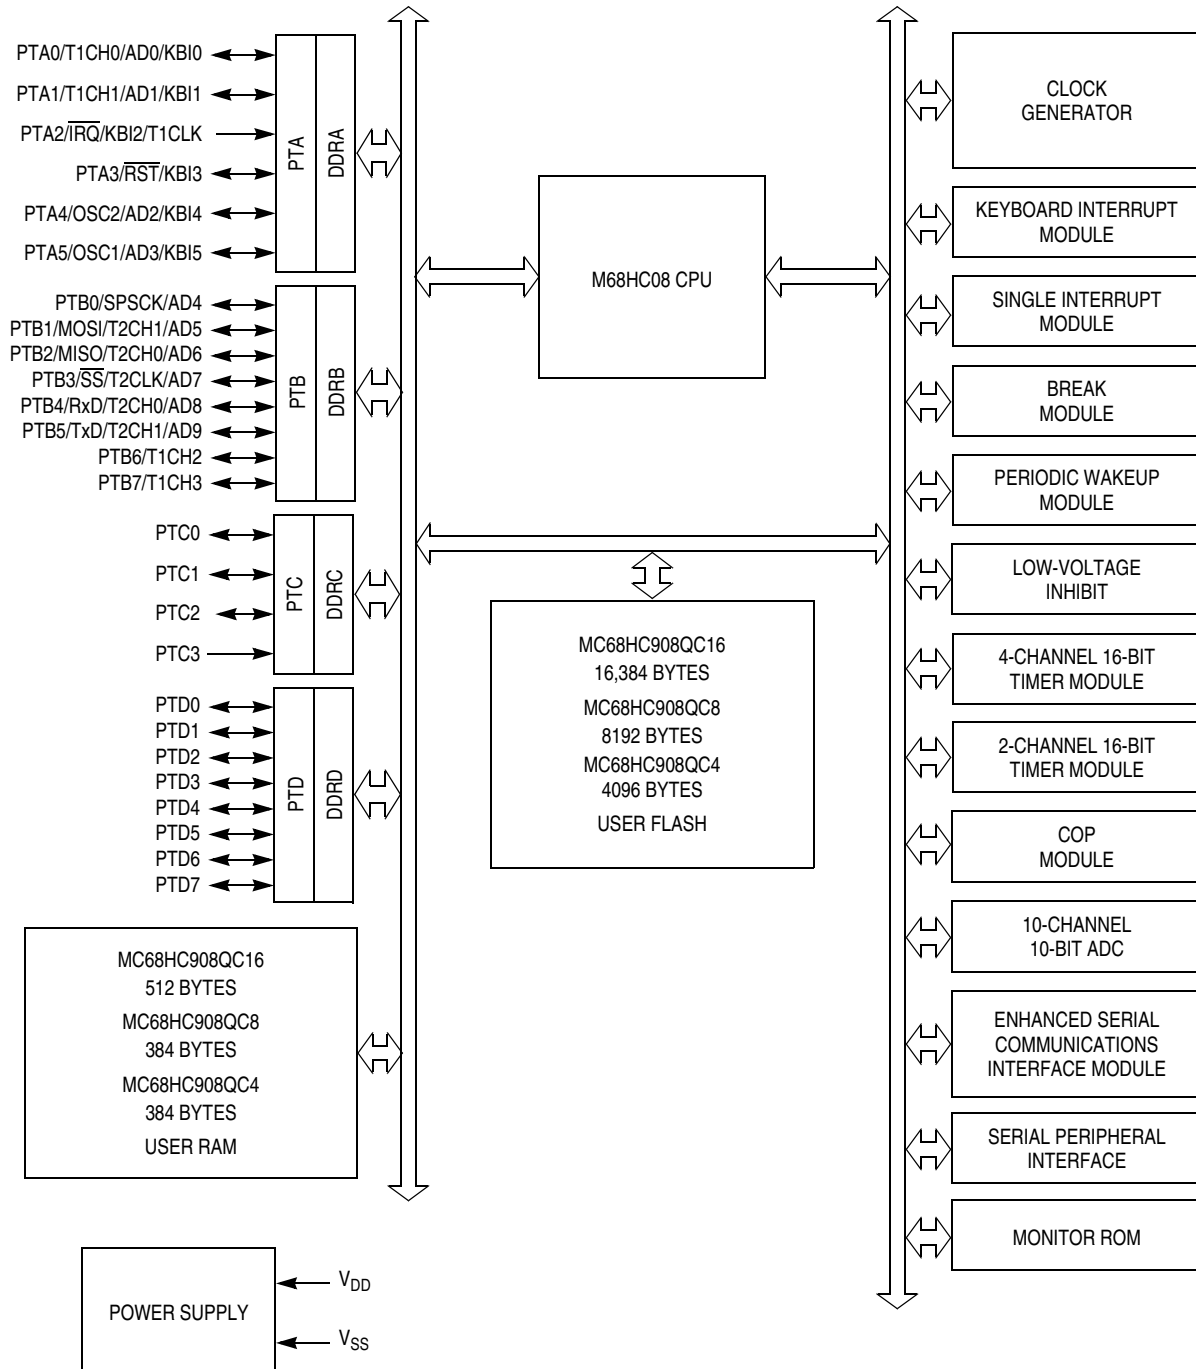 PTA0/T1CH0/AD0/KBI0
PTA1/T1CH1/AD1/KBI1
PTA2/IRQ/KBI2/T1CLK
PTA3/RST/KBI3
PTA4/OSC2/AD2/KBI4
PTA5/OSC1/AD3/KBI5
PTA
DDRA
PTB0/SPSCK/AD4
PTB1/MOSI/T2CH1/AD5
PTB2/MISO/T2CH0/AD6
PTB3/SS/T2CLK/AD7
PTB4/RxD/T2CH0/AD8
PTB5/TxD/T2CH1/AD9
PTB6/T1CH2
PTB7/T1CH3
PTB
DDRB
PTC0
PTC1
PTC2
PTC3
PTC
DDRC
PTD0
PTD1
PTD2
PTD3
PTD4
PTD5
PTD6
PTD7
PTD
DDRD
MC68HC908QC16
512 BYTES
MC68HC908QC8
384 BYTES
MC68HC908QC4
384 BYTES
USER RAM
POWER SUPPLY
VDD
VSS
M68HC08 CPU
MC68HC908QC16
16,384 BYTES
MC68HC908QC8
8192 BYTES
MC68HC908QC4
4096 BYTES
USER FLASH
CLOCK
GENERATOR
KEYBOARD INTERRUPT
MODULE
SINGLE INTERRUPT
MODULE
BREAK
MODULE
PERIODIC WAKEUP
MODULE
LOW-VOLTAGE
INHIBIT
4-CHANNEL 16-BIT
TIMER MODULE
2-CHANNEL 16-BIT
TIMER MODULE
COP
MODULE
10-CHANNEL
10-BIT ADC
ENHANCED SERIAL
COMMUNICATIONS
INTERFACE MODULE
SERIAL PERIPHERAL
INTERFACE
MONITOR ROM